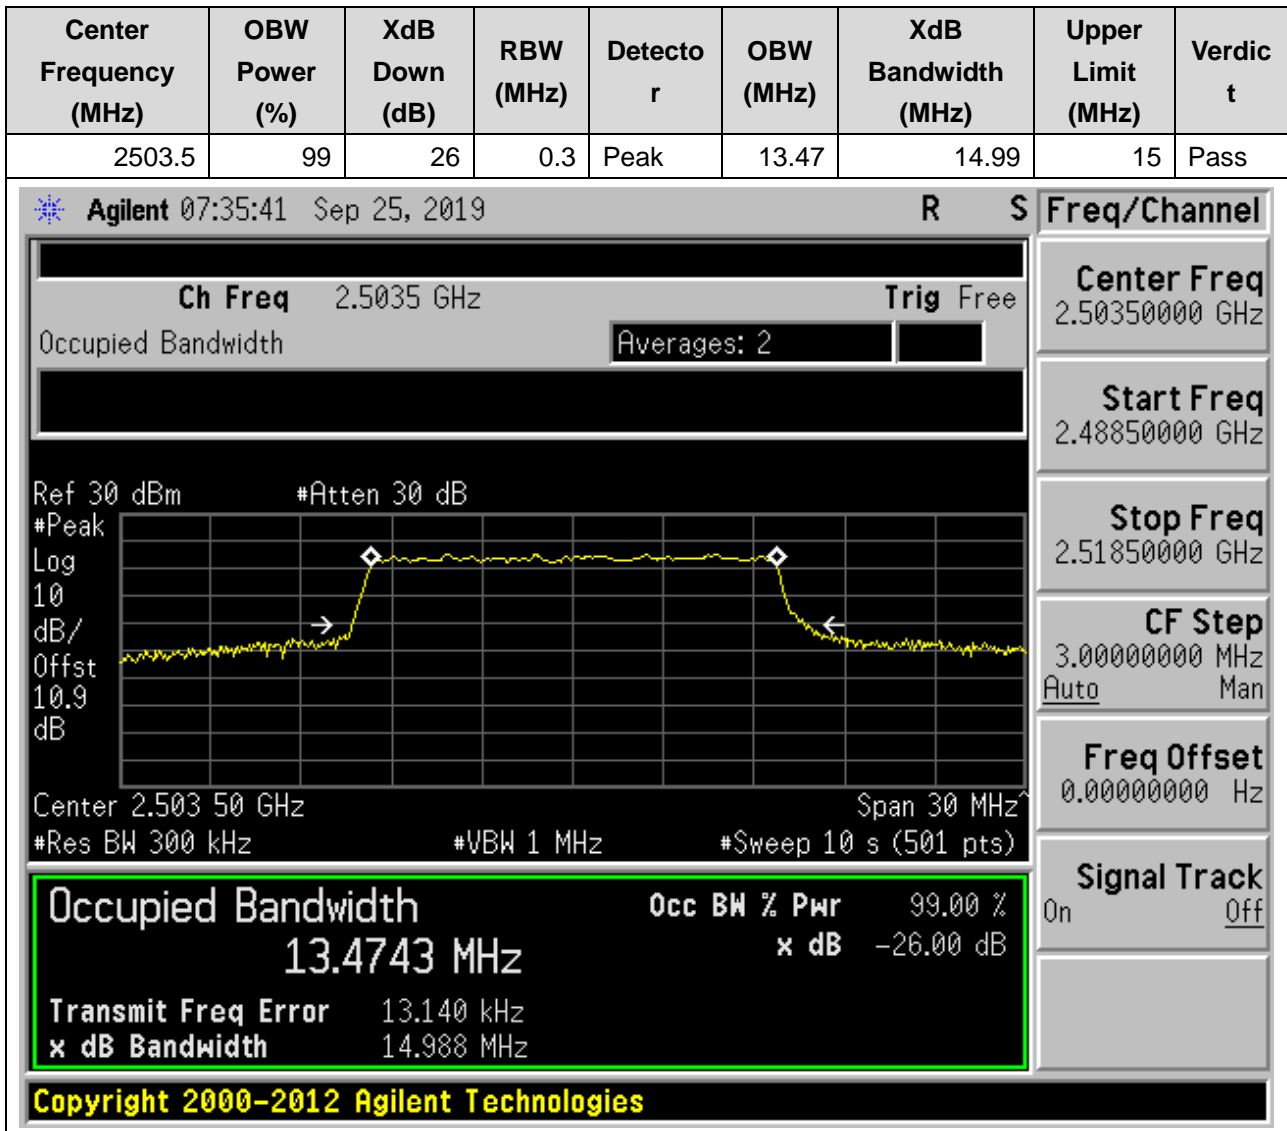 Center Frequency (MHz) OBW Power (%) XdB Down (dB) RBW (MHz) Detecto r OBW (MHz) XdB Bandwidth (MHz) Upper Limit (MHz) Verdic t
2503.5 99 26 0.3 Peak 13.47 14.99 15 Pass
Agilent 07:35:41 Sep 25, 2019 R S
Ch Freq 2.5035 GHz Trig Free
Occupied Bandwidth Averages: 2
Ref 30 dBm #Atten 30 dB
#Peak
Log
10
dB/
Offst
10.9
dB
Center 2.503 50 GHz Span 30 MHz^
#Res BW 300 kHz #VBW 1 MHz #Sweep 10 s (501 pts)
Occupied Bandwidth Occ BW % Pwr 99.00 %
13.4743 MHz x dB -26.00 dB
Transmit Freq Error 13.140 kHz
x dB Bandwidth 14.988 MHz
Copyright 2000-2012 Agilent Technologies
Freq/Channel
Center Freq
2.50350000 GHz
Start Freq
2.48850000 GHz
Stop Freq
2.51850000 GHz
CF Step
3.00000000 MHz
Auto Man
Freq Offset
0.00000000 Hz
Signal Track
On Off